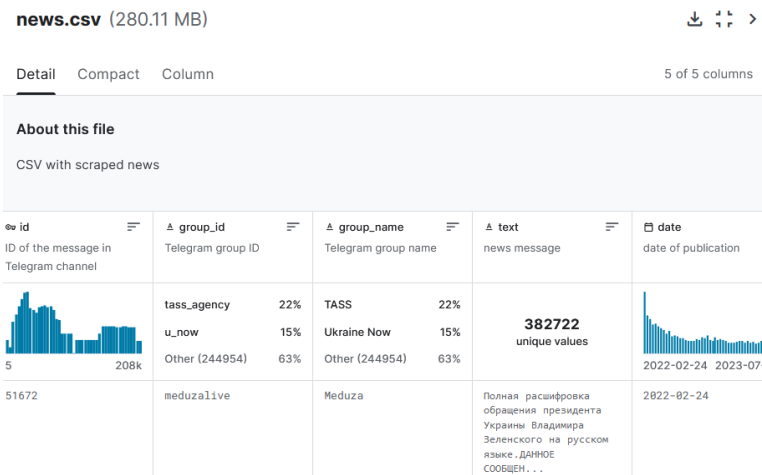 news.csv (280.11 MB)
Detail Compact Column 5 of 5 columns
About this file
CSV with scraped news
id group_id group_name text date
ID of the message in Telegram group ID Telegram group name news message date of publication
Telegram channel
tass_agency 22% TASS 22%
u_now 15% Ukraine Now 15% 382722
unique values
Other (244954) 63% Other (244954) 63%
5 208k 2022-02-24 2023-07-
51672 meduzalive Meduza Полная расшифровка 2022-02-24
обращения президента
Украины Владимира
Зеленского на русском
языке.ДАННОЕ
СООБЩЕН...